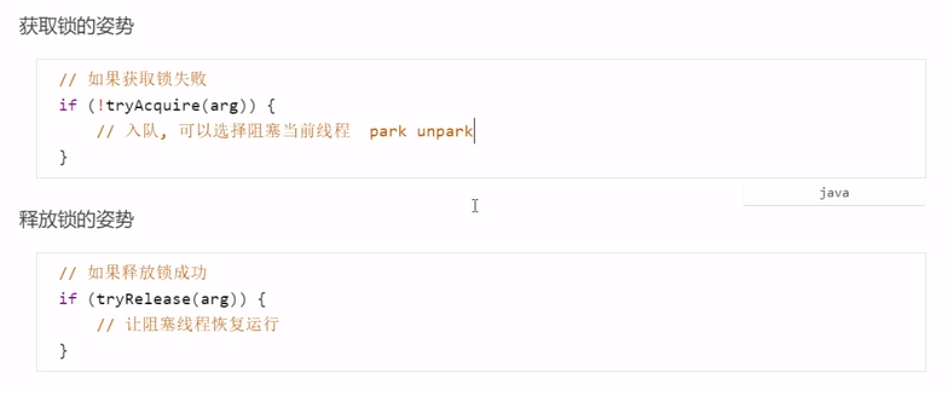 获取锁的姿势
// 如果获取锁失败
if (!tryAcquire(arg)) {
// 入队, 可以选择阻塞当前线程 park unpark
}
java
释放锁的姿势
// 如果释放锁成功
if (tryRelease(arg)) {
// 让阻塞线程恢复运行
}